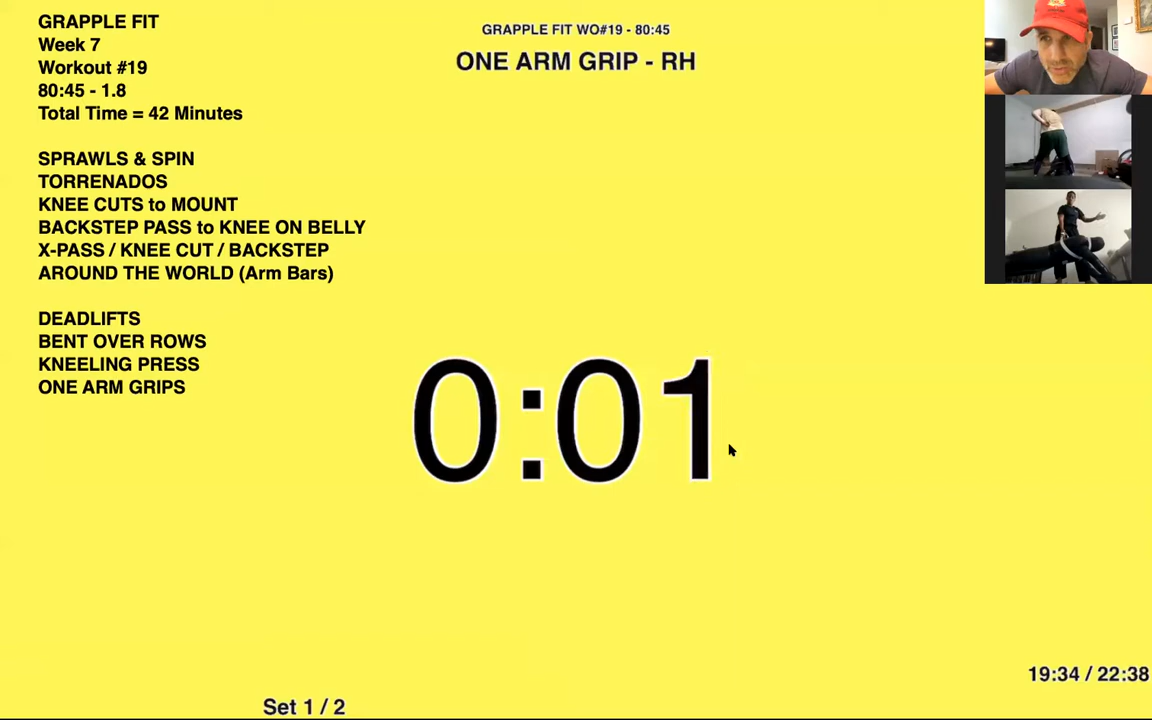 GRAPPLE FIT
Week 7
Workout #19
80:45 - 1.8
Total Time = 42 Minutes
SPRAWLS & SPIN
TORRENADOS
KNEE CUTS to MOUNT
BACKSTEP PASS to KNEE ON BELLY
X-PASS / KNEE CUT / BACKSTEP
AROUND THE WORLD (Arm Bars)
DEADLIFTS
BENT OVER ROWS
KNEELING PRESS
ONE ARM GRIPS
GRAPPLE FIT WO#19 - 80:45
ONE ARM GRIP - RH
0:01
19:34 / 22:38
Set 1 / 2